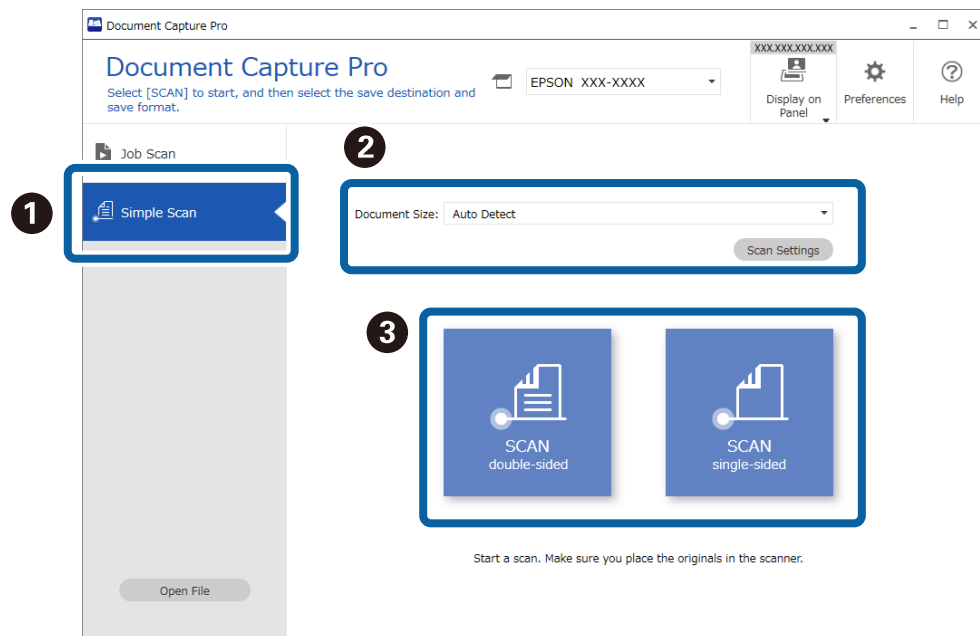 Document Capture Pro
Document Capture Pro
Select [SCAN] to start, and then select the save destination and
save format.
EPSON XXX-XXXX
XXX.XXX.XXX.XXX
Display on
Panel
Preferences
Help
Job Scan
1
Simple Scan
2
Document Size: Auto Detect
Scan Settings
3
SCAN
double-sided
SCAN
single-sided
Start a scan. Make sure you place the originals in the scanner.
Open File